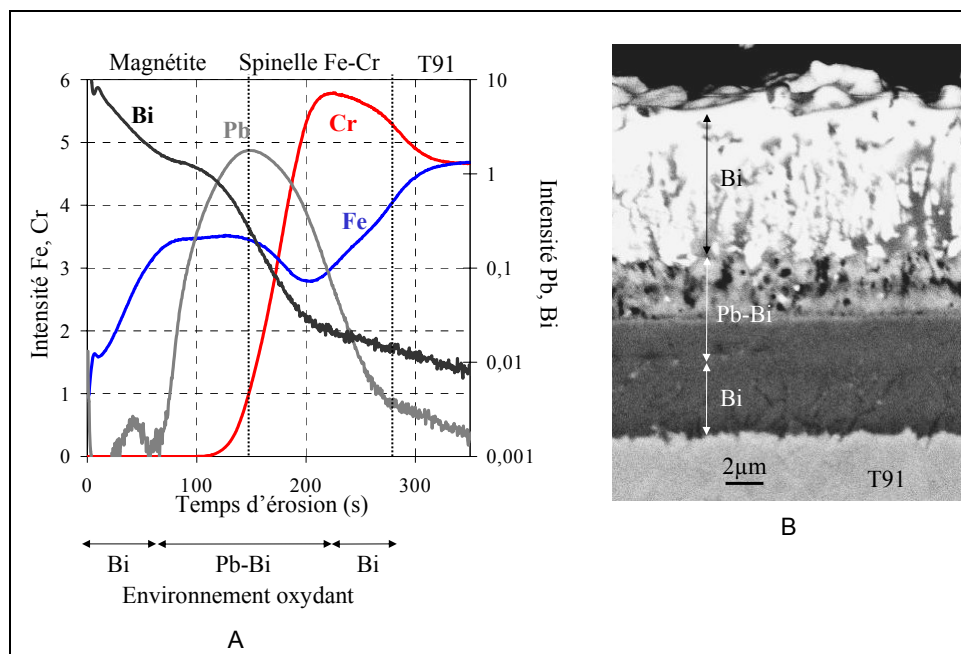 Magnétite Spinelle Fe-Cr T91
6 10
Bi Pb Cr
5 1
4 Fe
3 0,1
2 0,01
1
0 0,001
Intensité Fe, Cr
Intensité Pb, Bi
0 100 200 300
Temps d'érosion (s)
Bi Pb-Bi Bi
Environnement oxydant
A
Bi
Pb-Bi
Bi
2µm T91
B